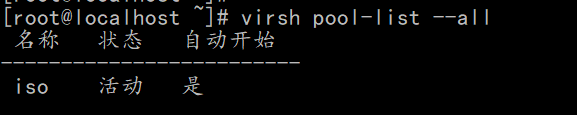 [root@localhost ~]# virsh pool-list --all
名称 状态 自动开始
-------------------------
iso 活动 是